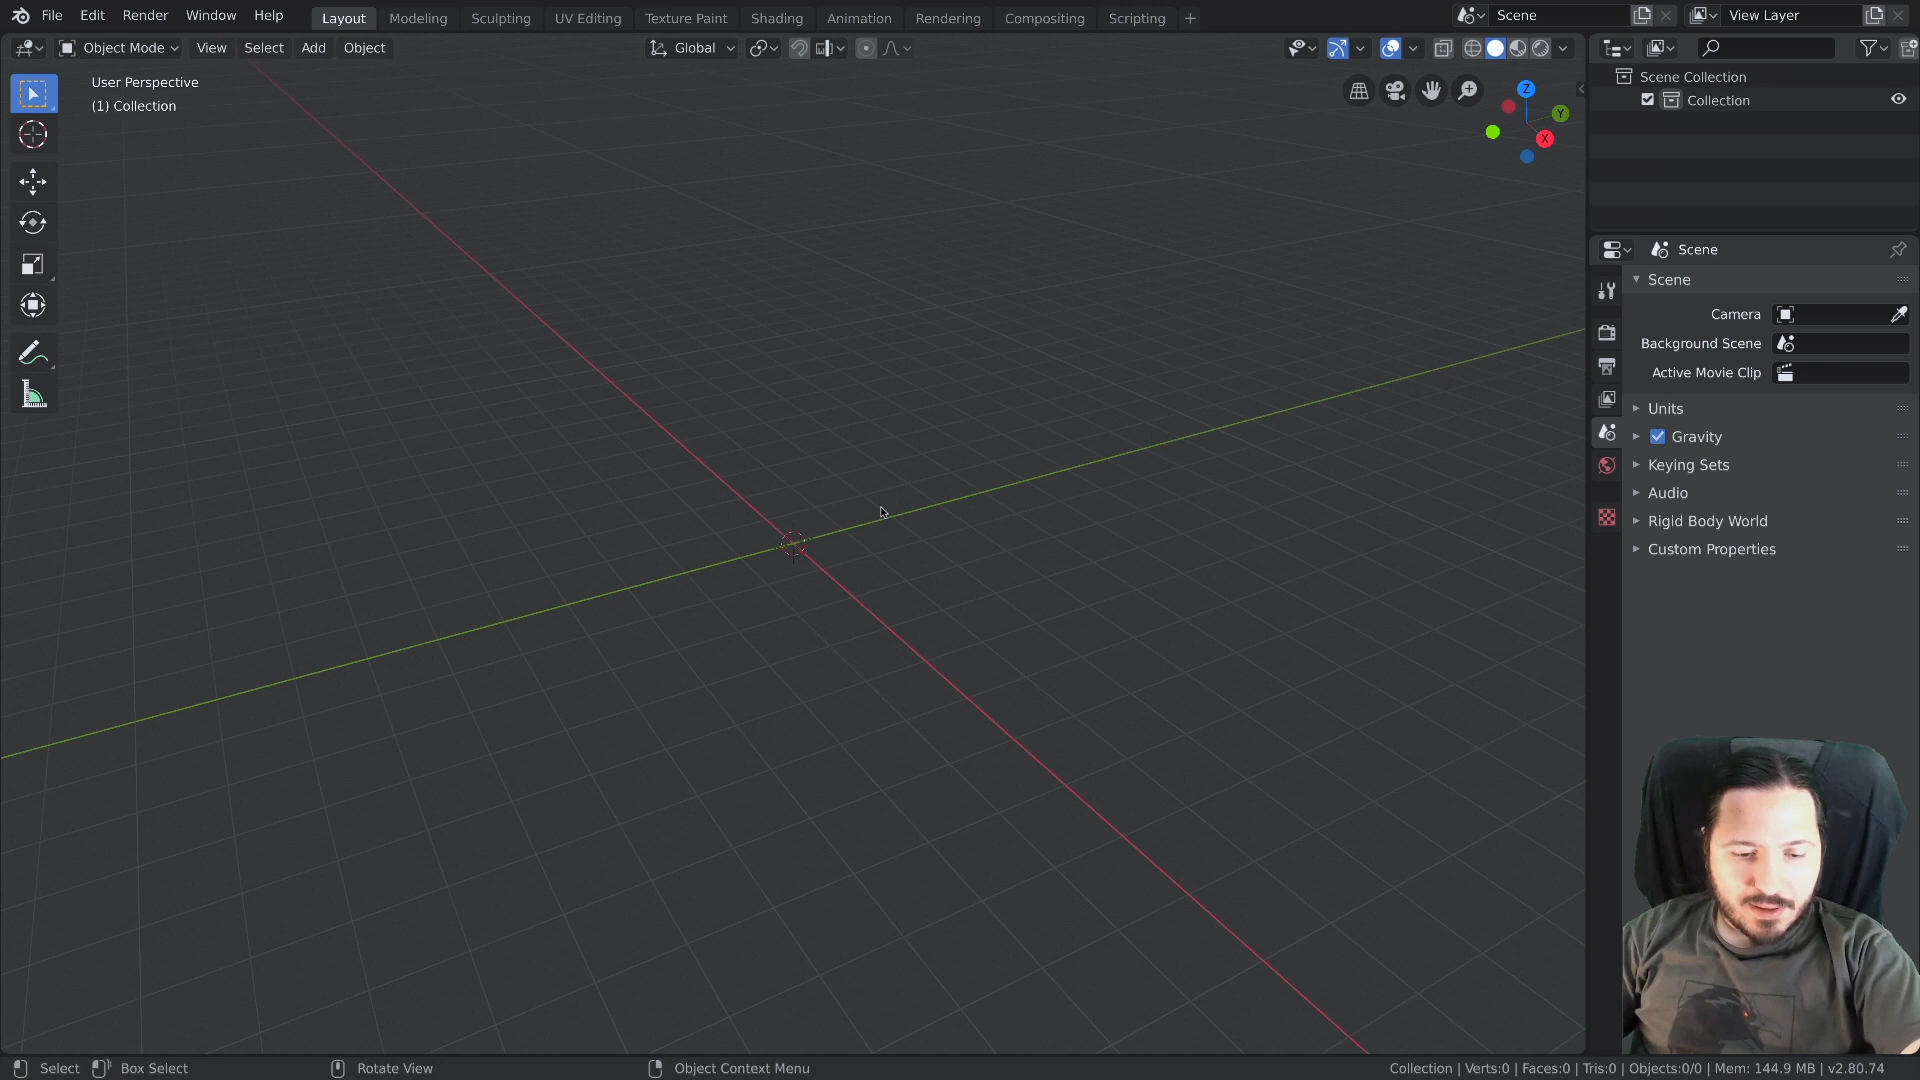 File Edit Render Window Help Layout Modeling Sculpting UV Editing Texture Paint Shading Animation Rendering Compositing Scripting + Scene View Layer
Object Mode View Select Add Object Global
User Perspective
(1) Collection
Z
Y
X
Scene Collection
Collection
Scene
Scene
Camera
Background Scene
Active Movie Clip
Units
Gravity
Keying Sets
Audio
Rigid Body World
Custom Properties
Select Box Select Rotate View Object Context Menu Collection | Verts:0 | Faces:0 | Tris:0 | Objects:0/0 | Mem: 144.9 MB | v2.80.74